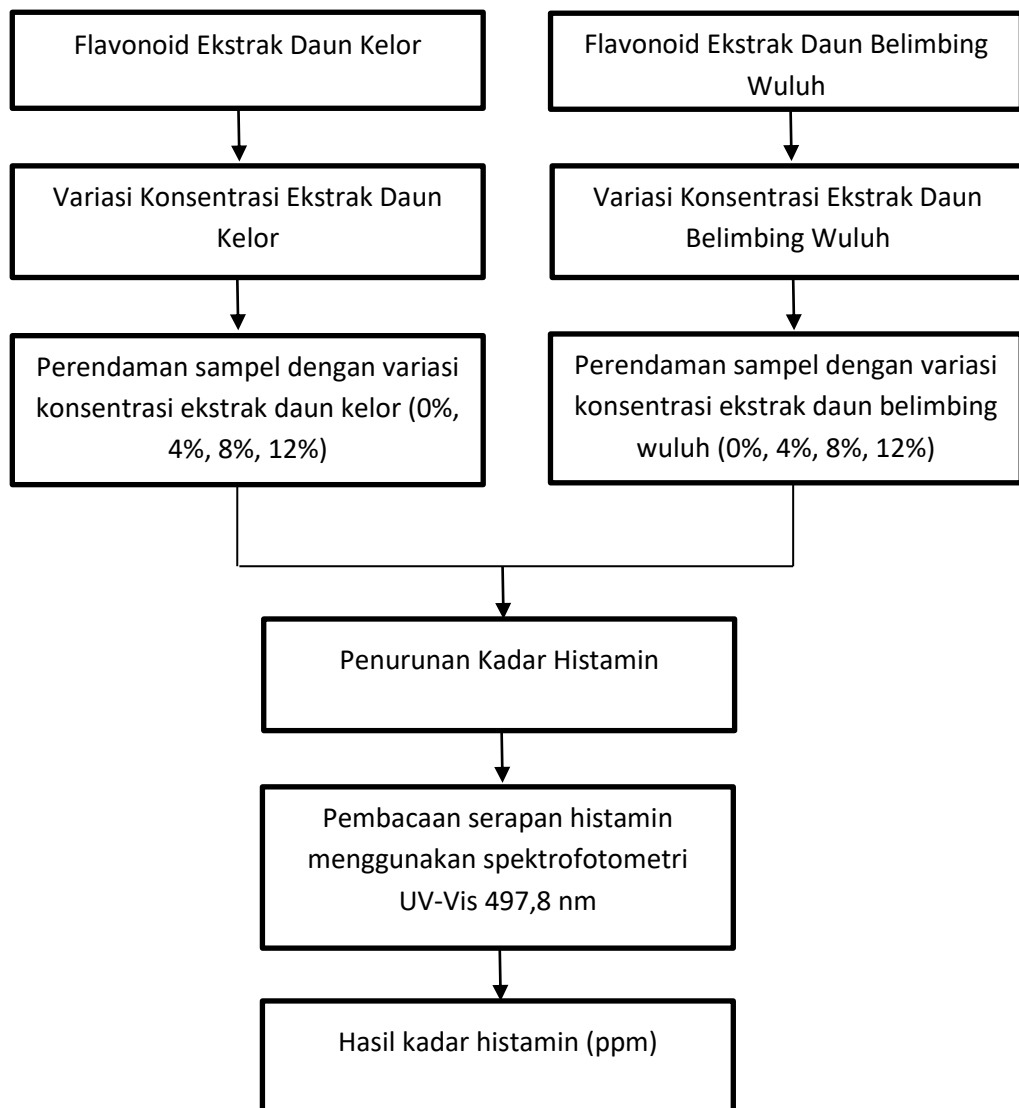 Flavonoid Ekstrak Daun Kelor
Flavonoid Ekstrak Daun Belimbing
Wuluh
Variasi Konsentrasi Ekstrak Daun
Kelor
Variasi Konsentrasi Ekstrak Daun
Belimbing Wuluh
Perendaman sampel dengan variasi
konsentrasi ekstrak daun kelor (0%,
4%, 8%, 12%)
Perendaman sampel dengan variasi
konsentrasi ekstrak daun belimbing
wuluh (0%, 4%, 8%, 12%)
Penurunan Kadar Histamin
Pembacaan serapan histamin
menggunakan spektrofotometri
UV-Vis 497,8 nm
Hasil kadar histamin (ppm)